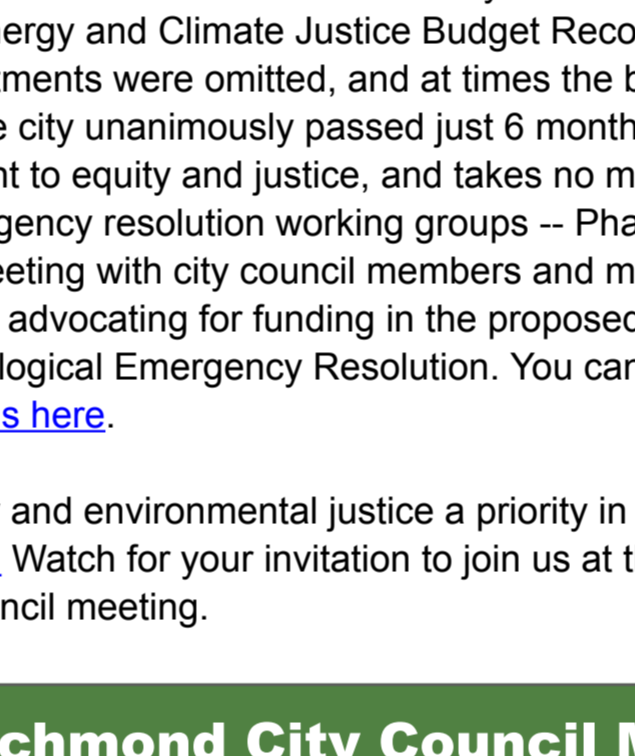 ergy and Climate Justice Budget Reco
ments were omitted, and at times the b
e city unanimously passed just 6 month
nt to equity and justice, and takes no m
gency resolution working groups -- Pha
eeting with city council members and m
advocating for funding in the proposed
logical Emergency Resolution. You can
s here.
and environmental justice a priority in
Watch for your invitation to join us at t
ncil meeting.
chmond City Council M